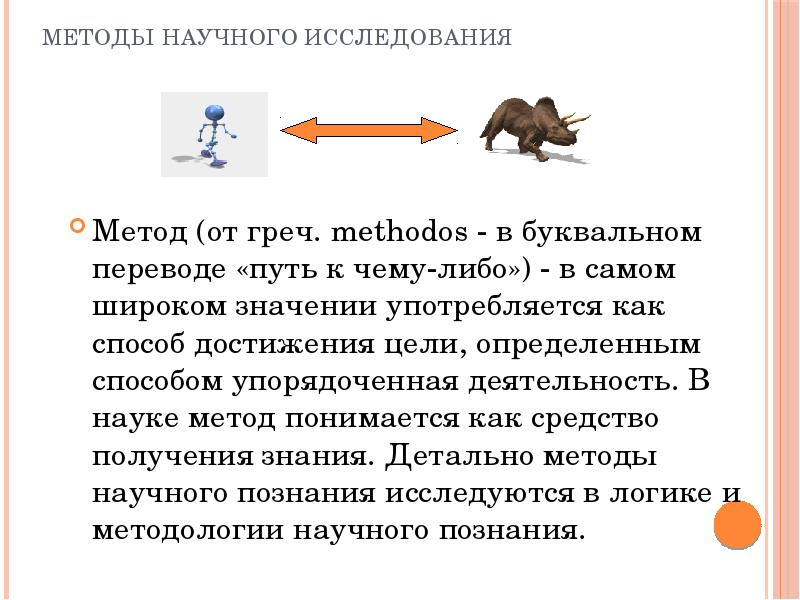 МЕТОДЫ НАУЧНОГО ИССЛЕДОВАНИЯ
Метод (от греч. methodos - в буквальном
переводе «путь к чему-либо») - в самом
широком значении употребляется как
способ достижения цели, определенным
способом упорядоченная деятельность. В
науке метод понимается как средство
получения знания. Детально методы
научного познания исследуются в логике и
методологии научного познания.